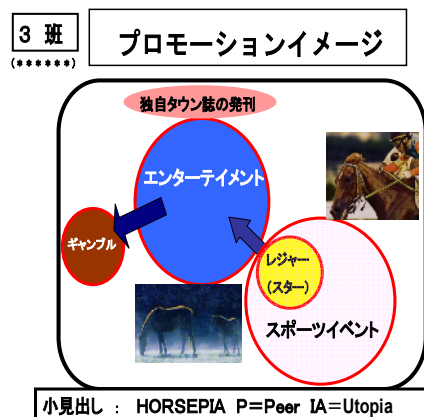 3 班
(******)
プロモーションイメージ
独自タウン誌の発刊
エンターテイメント
ギャンブル
レジャー
(スター)
スポーツイベント
小見出し : HORSEPIA P=Peer IA=Utopia